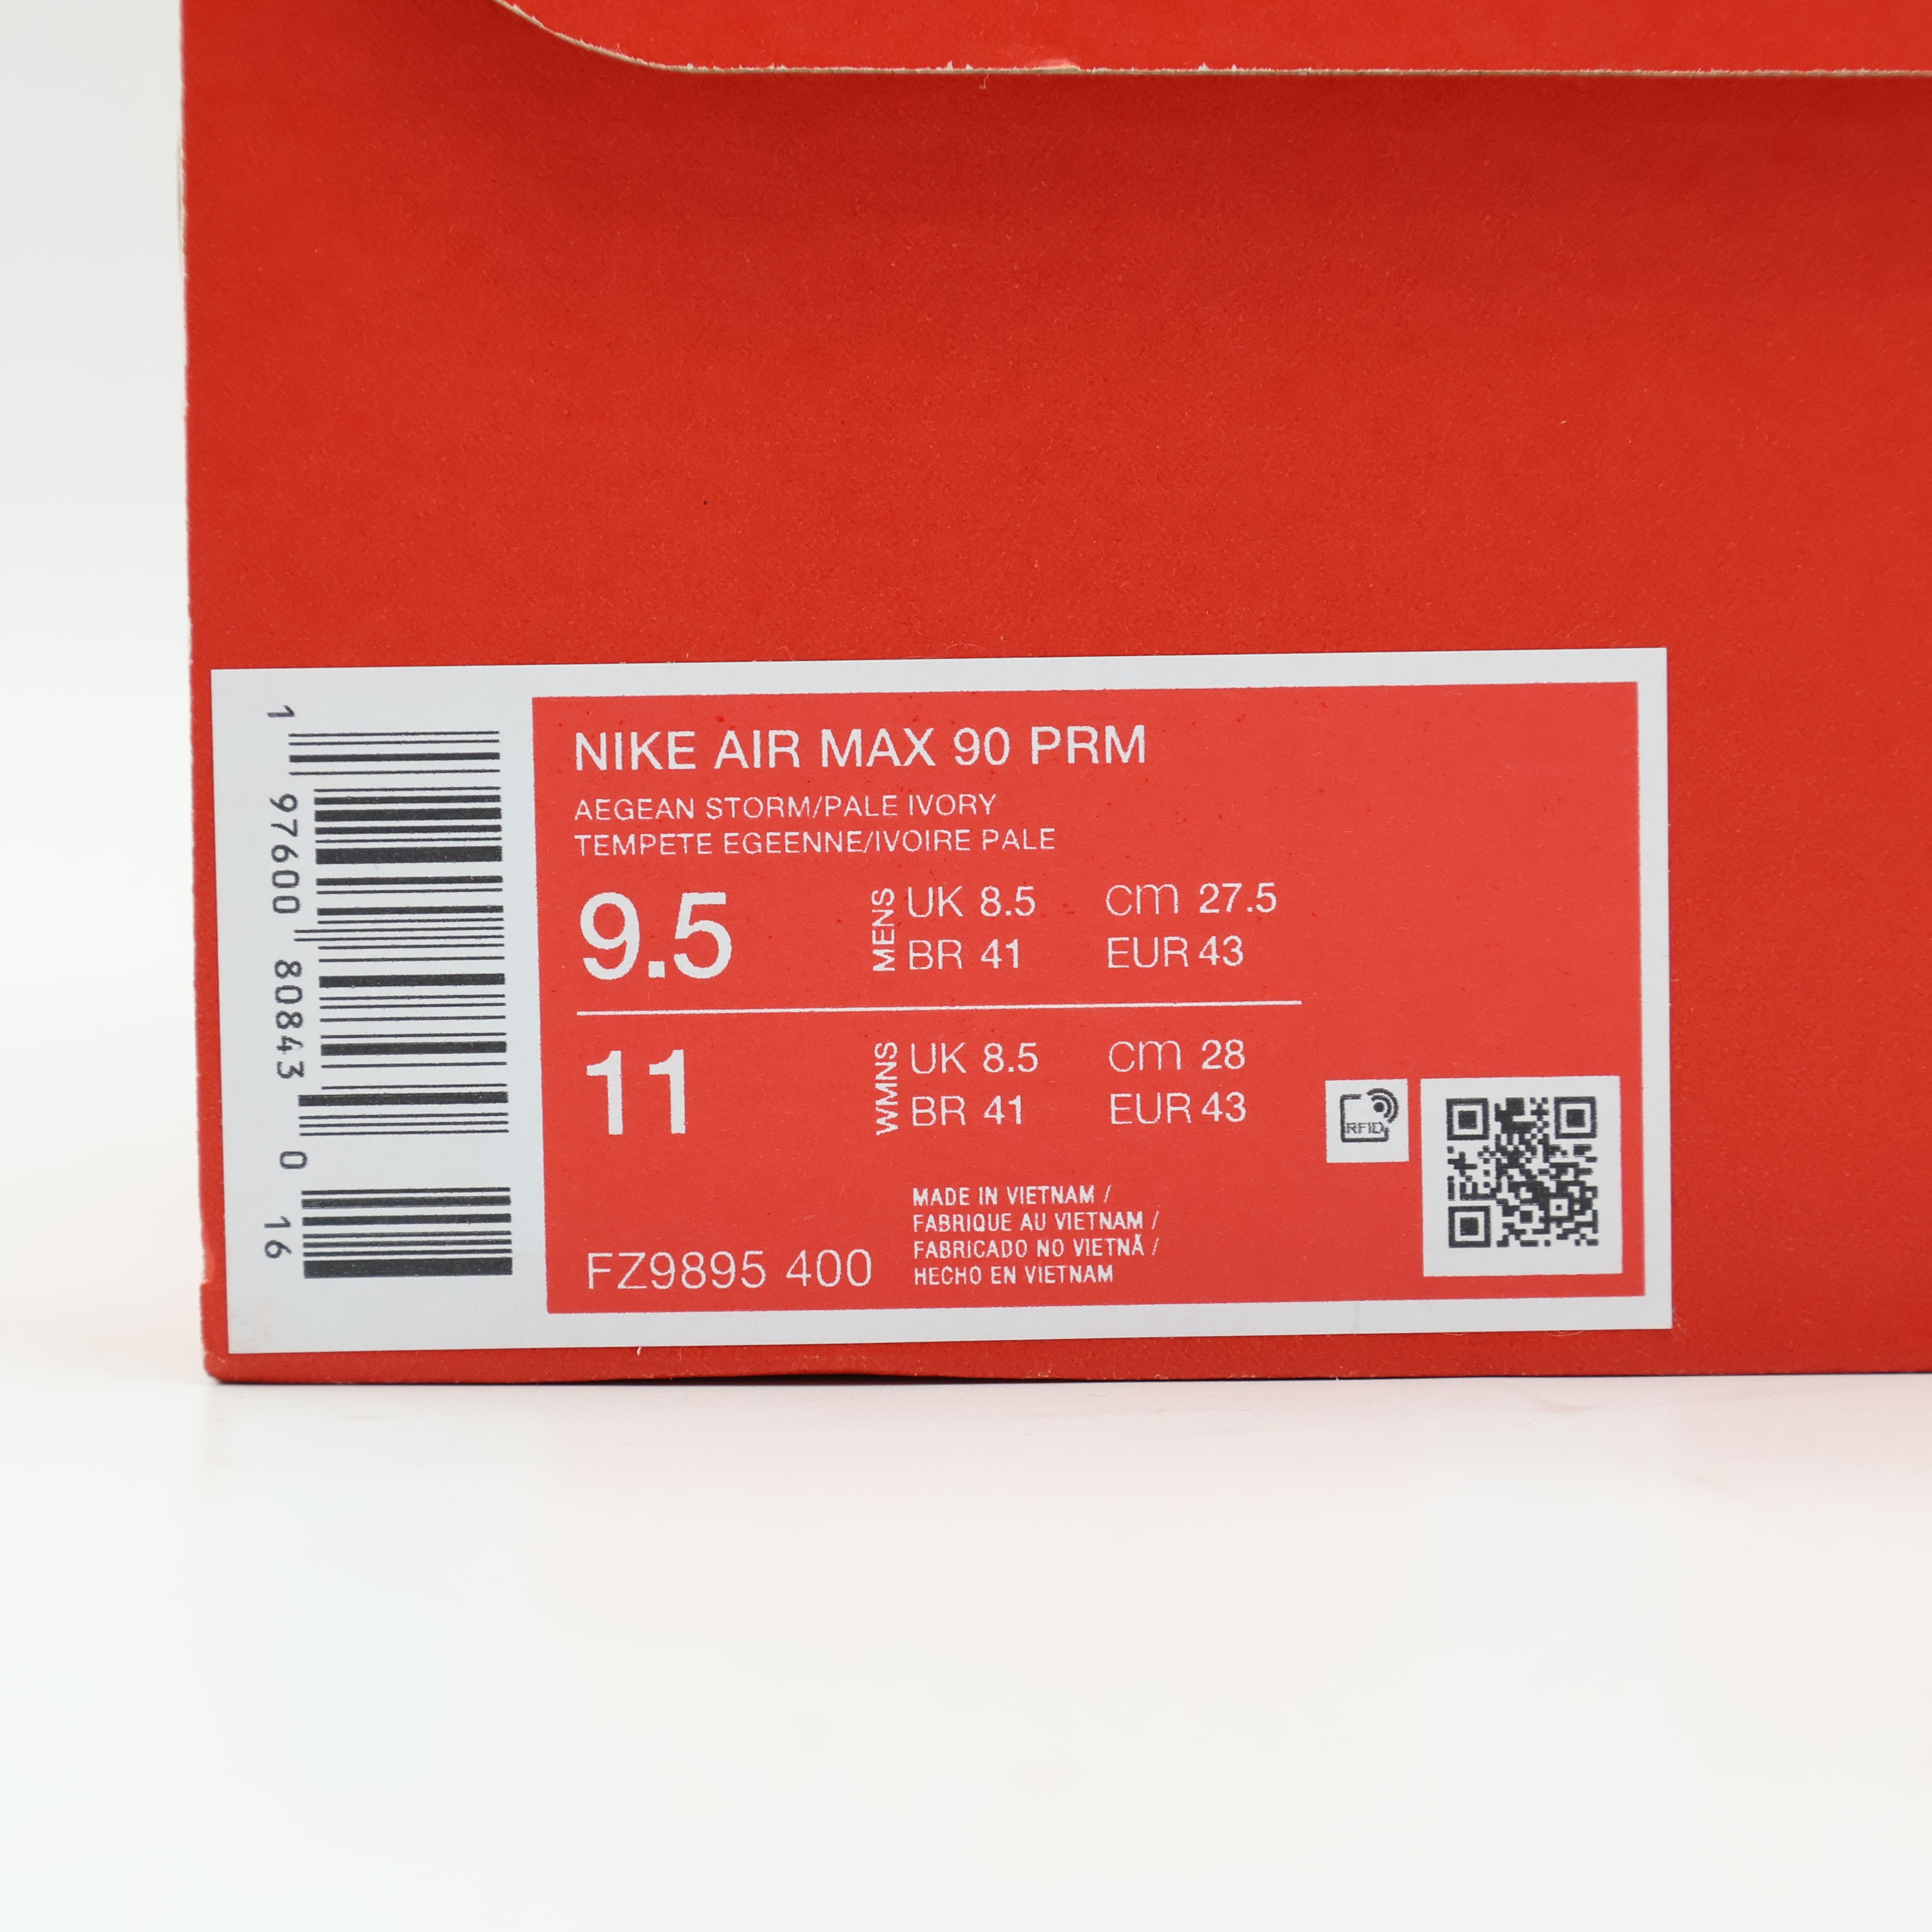 1 97600 80843 0 16
NIKE AIR MAX 90 PRM
AEGEAN STORM/PALE IVORY
TEMPETE EGEENNE/IVOIRE PALE
9.5
MENS
UK 8.5 cm 27.5
BR 41 EUR 43
11
WMNS
UK 8.5 cm 28
BR 41 EUR 43
RFID
FZ9895 400
MADE IN VIETNAM /
FABRIQUE AU VIETNAM /
FABRICADO NO VIETNÃ /
HECHO EN VIETNAM